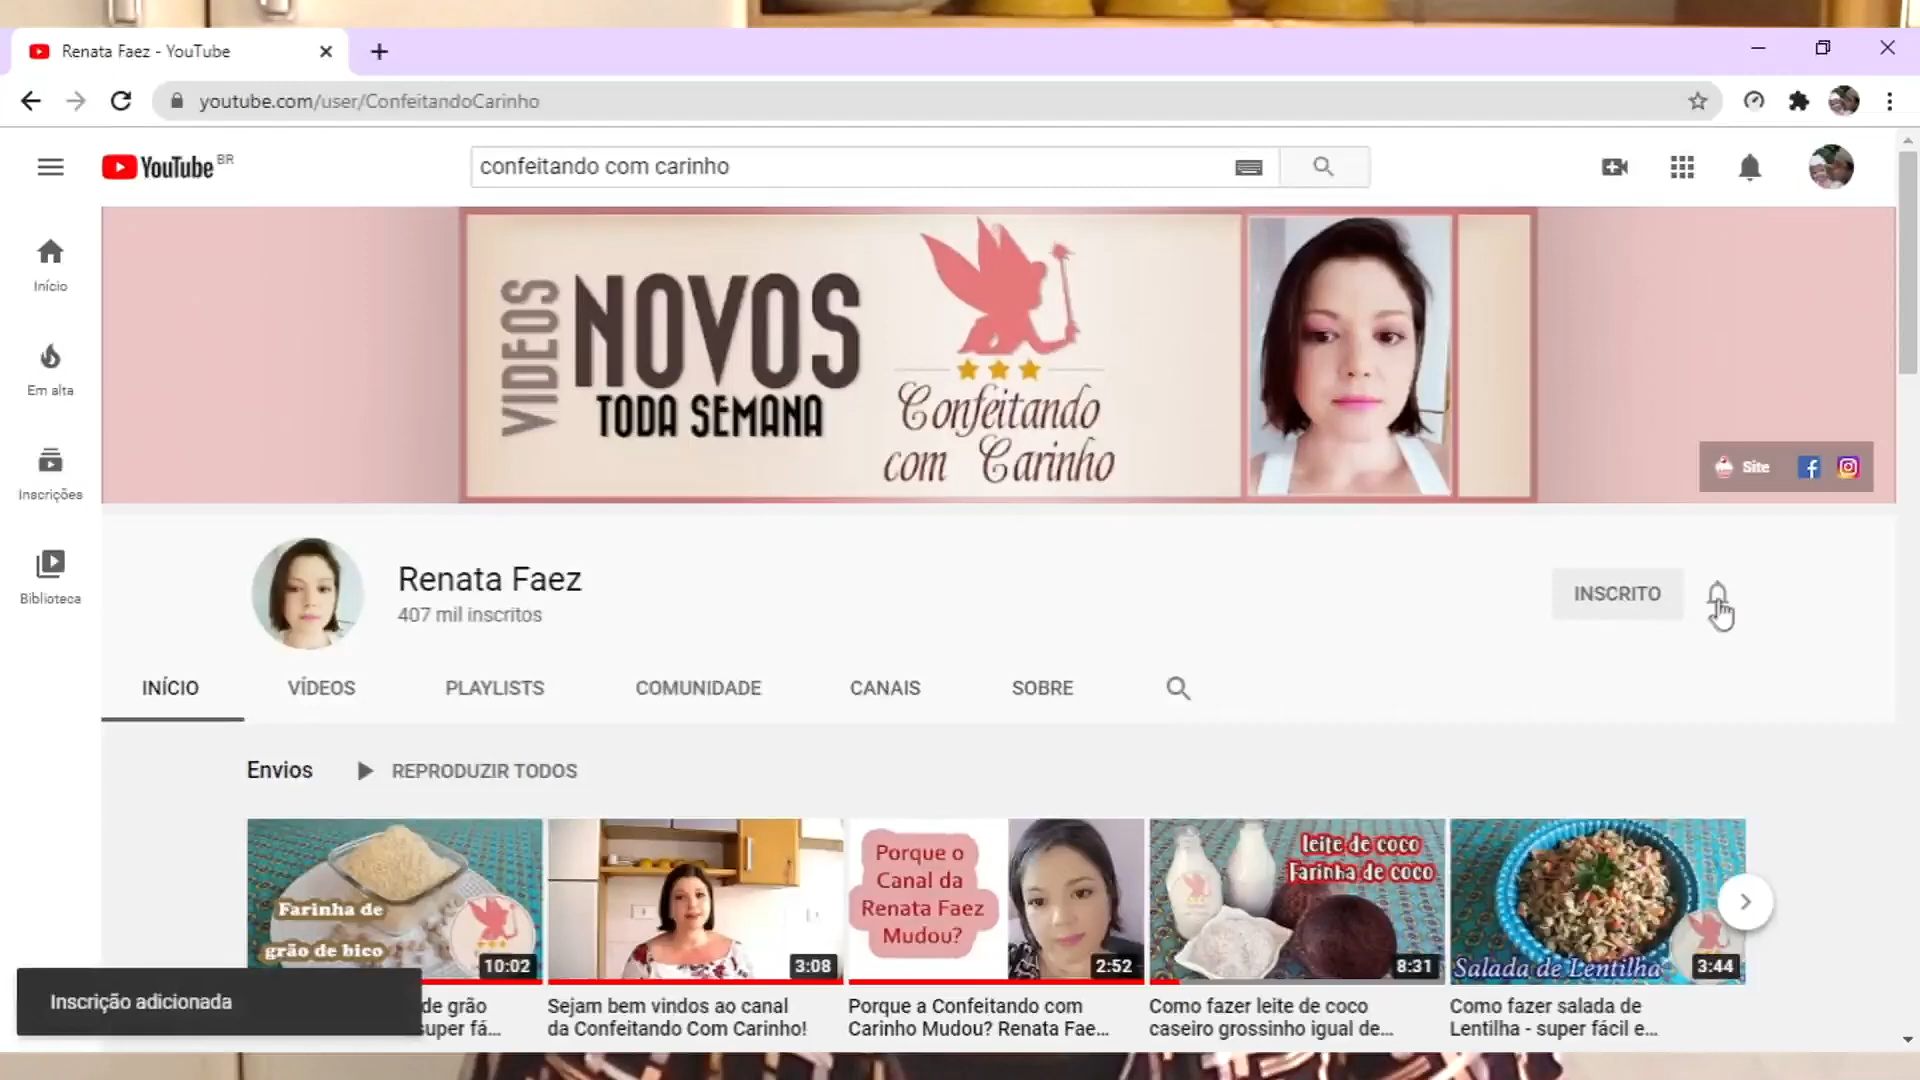 Renata Faez - YouTube
youtube.com/user/ConfeitandoCarinho
YouTube BR
confeitando com carinho
Início
Em alta
Inscrições
Biblioteca
VIDEOS
NOVOS
TODA SEMANA
Confeitando
com Carinho
Site
Renata Faez
407 mil inscritos
INSCRITO
INÍCIO
VÍDEOS
PLAYLISTS
COMUNIDADE
CANAIS
SOBRE
Envios
REPRODUZIR TODOS
Farinha de
grão de bico
10:02
3:08
Porque o
Canal da
Renata Faez
Mudou?
2:52
leite de coco
Farinha de coco
8:31
Salada de Lentilha
3:44
de grão
super fá...
Sejam bem vindos ao canal
da Confeitando Com Carinho!
Porque a Confeitando com
Carinho Mudou? Renata Fae...
Como fazer leite de coco
caseiro grossinho igual de...
Como fazer salada de
Lentilha - super fácil e...
Inscrição adicionada